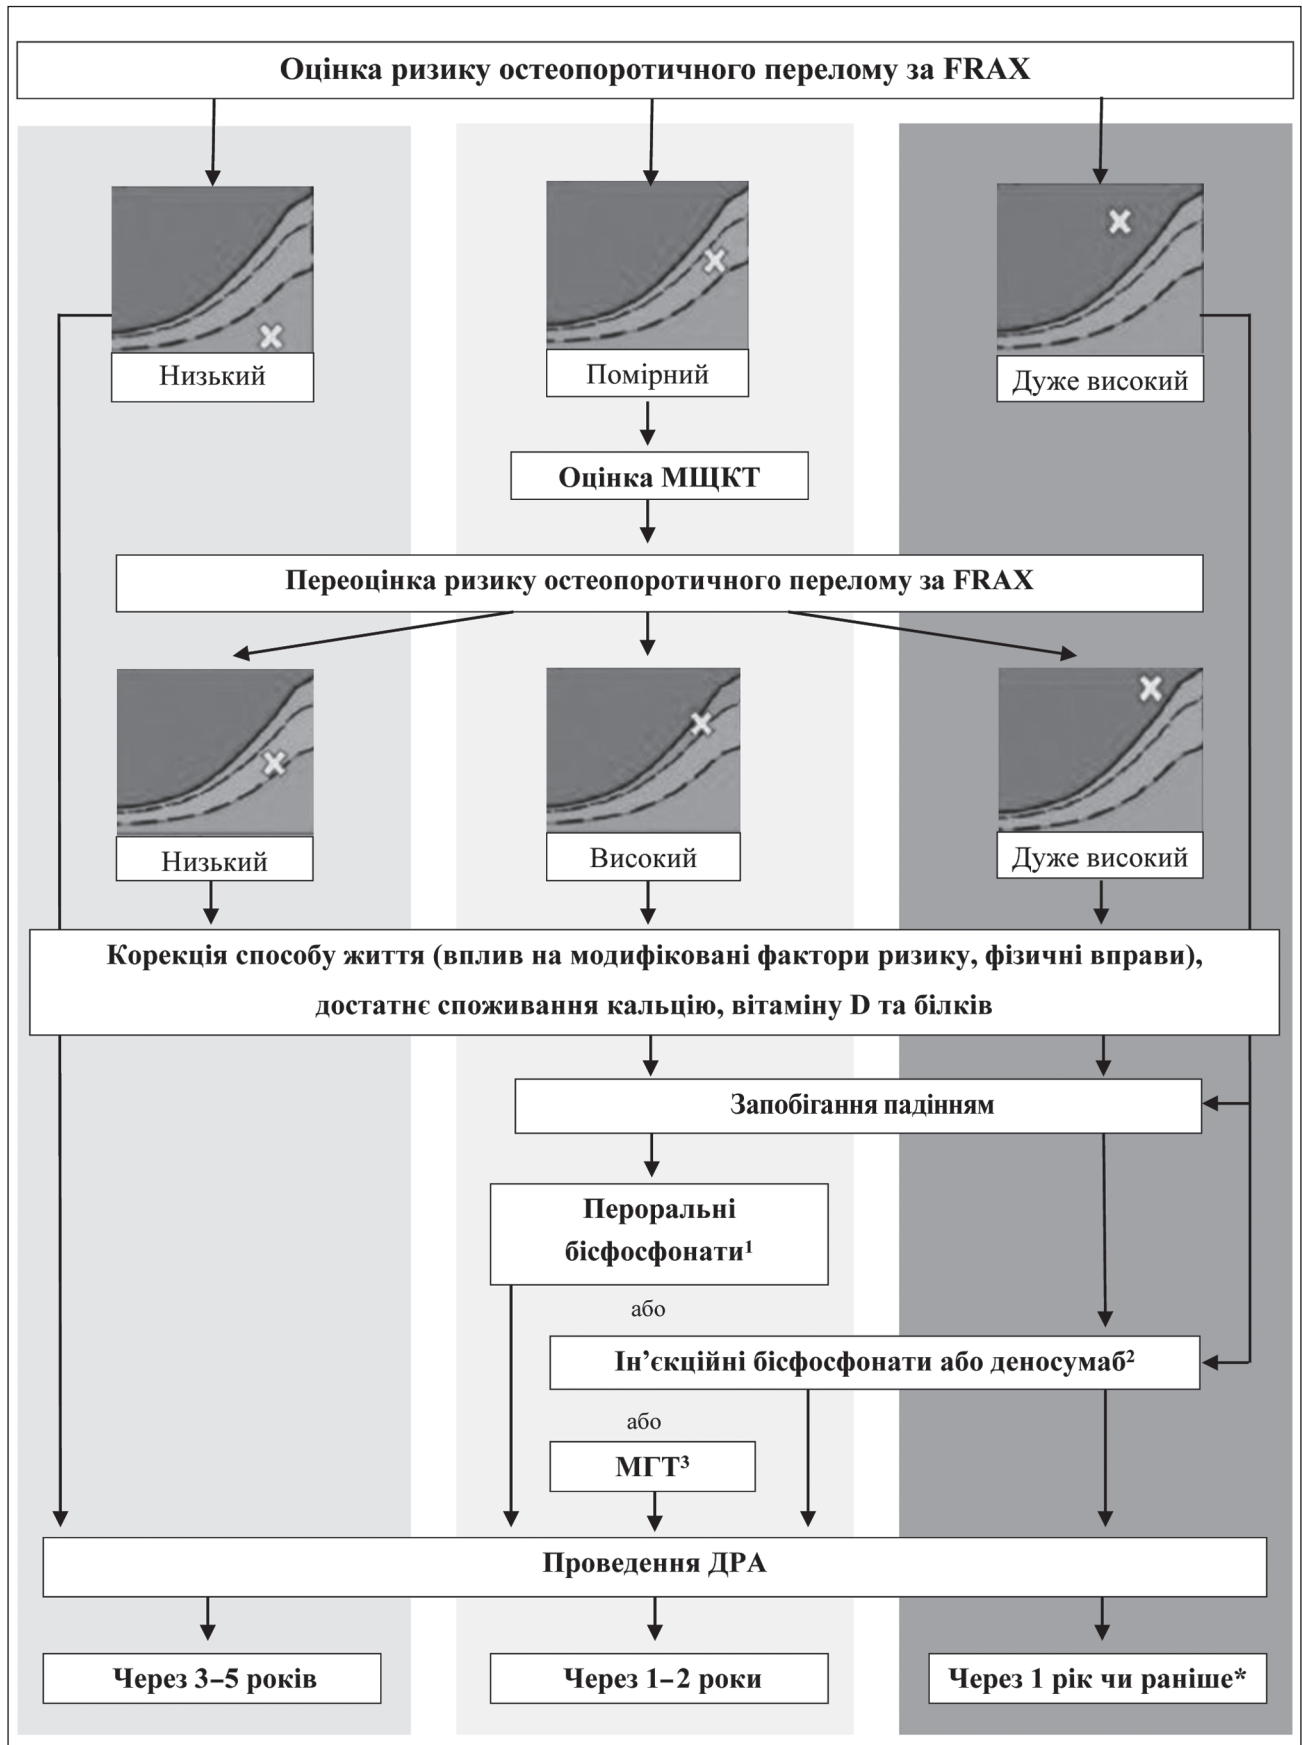 Оцінка ризику остеопоротичного перелому за FRAX
Низький
Помірний
Дуже високий
Оцінка МЩКТ
Переоцінка ризику остеопоротичного перелому за FRAX
Низький
Високий
Дуже високий
Корекція способу життя (вплив на модифіковані фактори ризику, фізичні вправи),
достатнє споживання кальцію, вітаміну D та білків
Запобігання падінням
Пероральні
бісфосфонати¹
або
Ін’єкційні бісфосфонати або деносумаб²
або
МГТ³
Проведення ДРА
Через 3–5 років
Через 1–2 роки
Через 1 рік чи раніше*